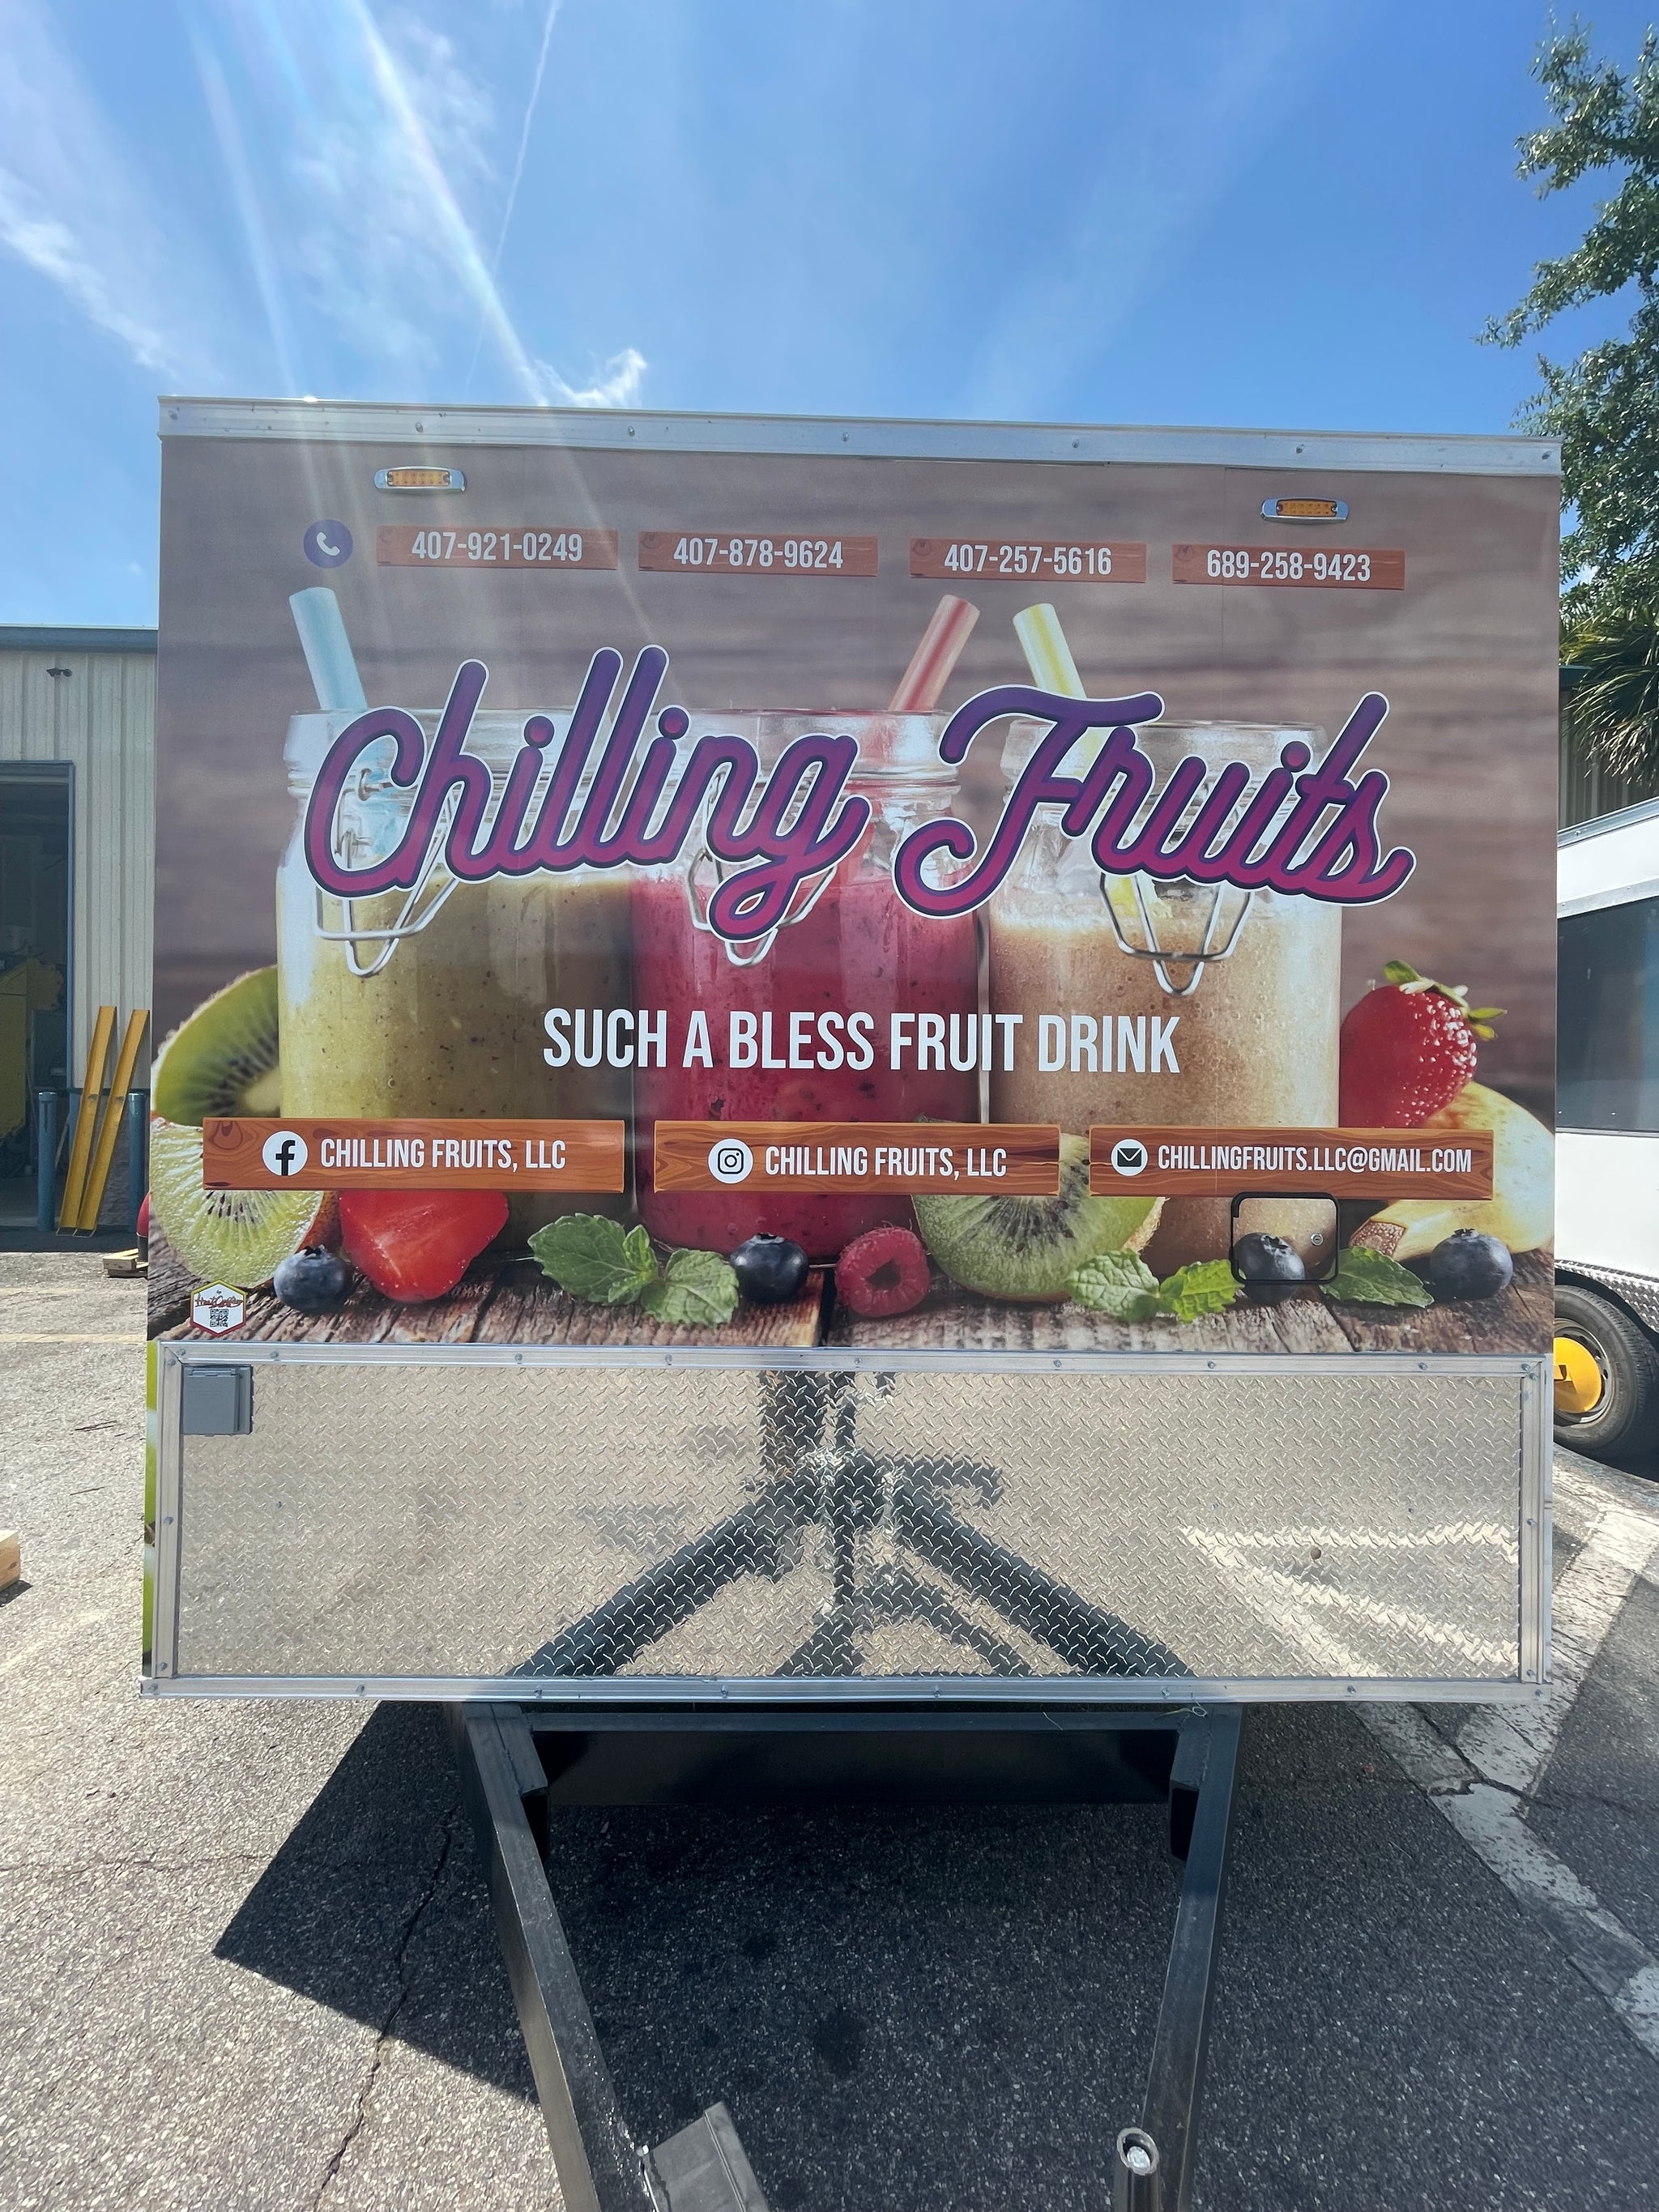 407-921-0249 407-878-9624 407-257-5616 689-258-9423
Chilling Fruits
SUCH A BLESS FRUIT DRINK
CHILLING FRUITS, LLC CHILLING FRUITS, LLC CHILLINGFRUITS.LLC@GMAIL.COM